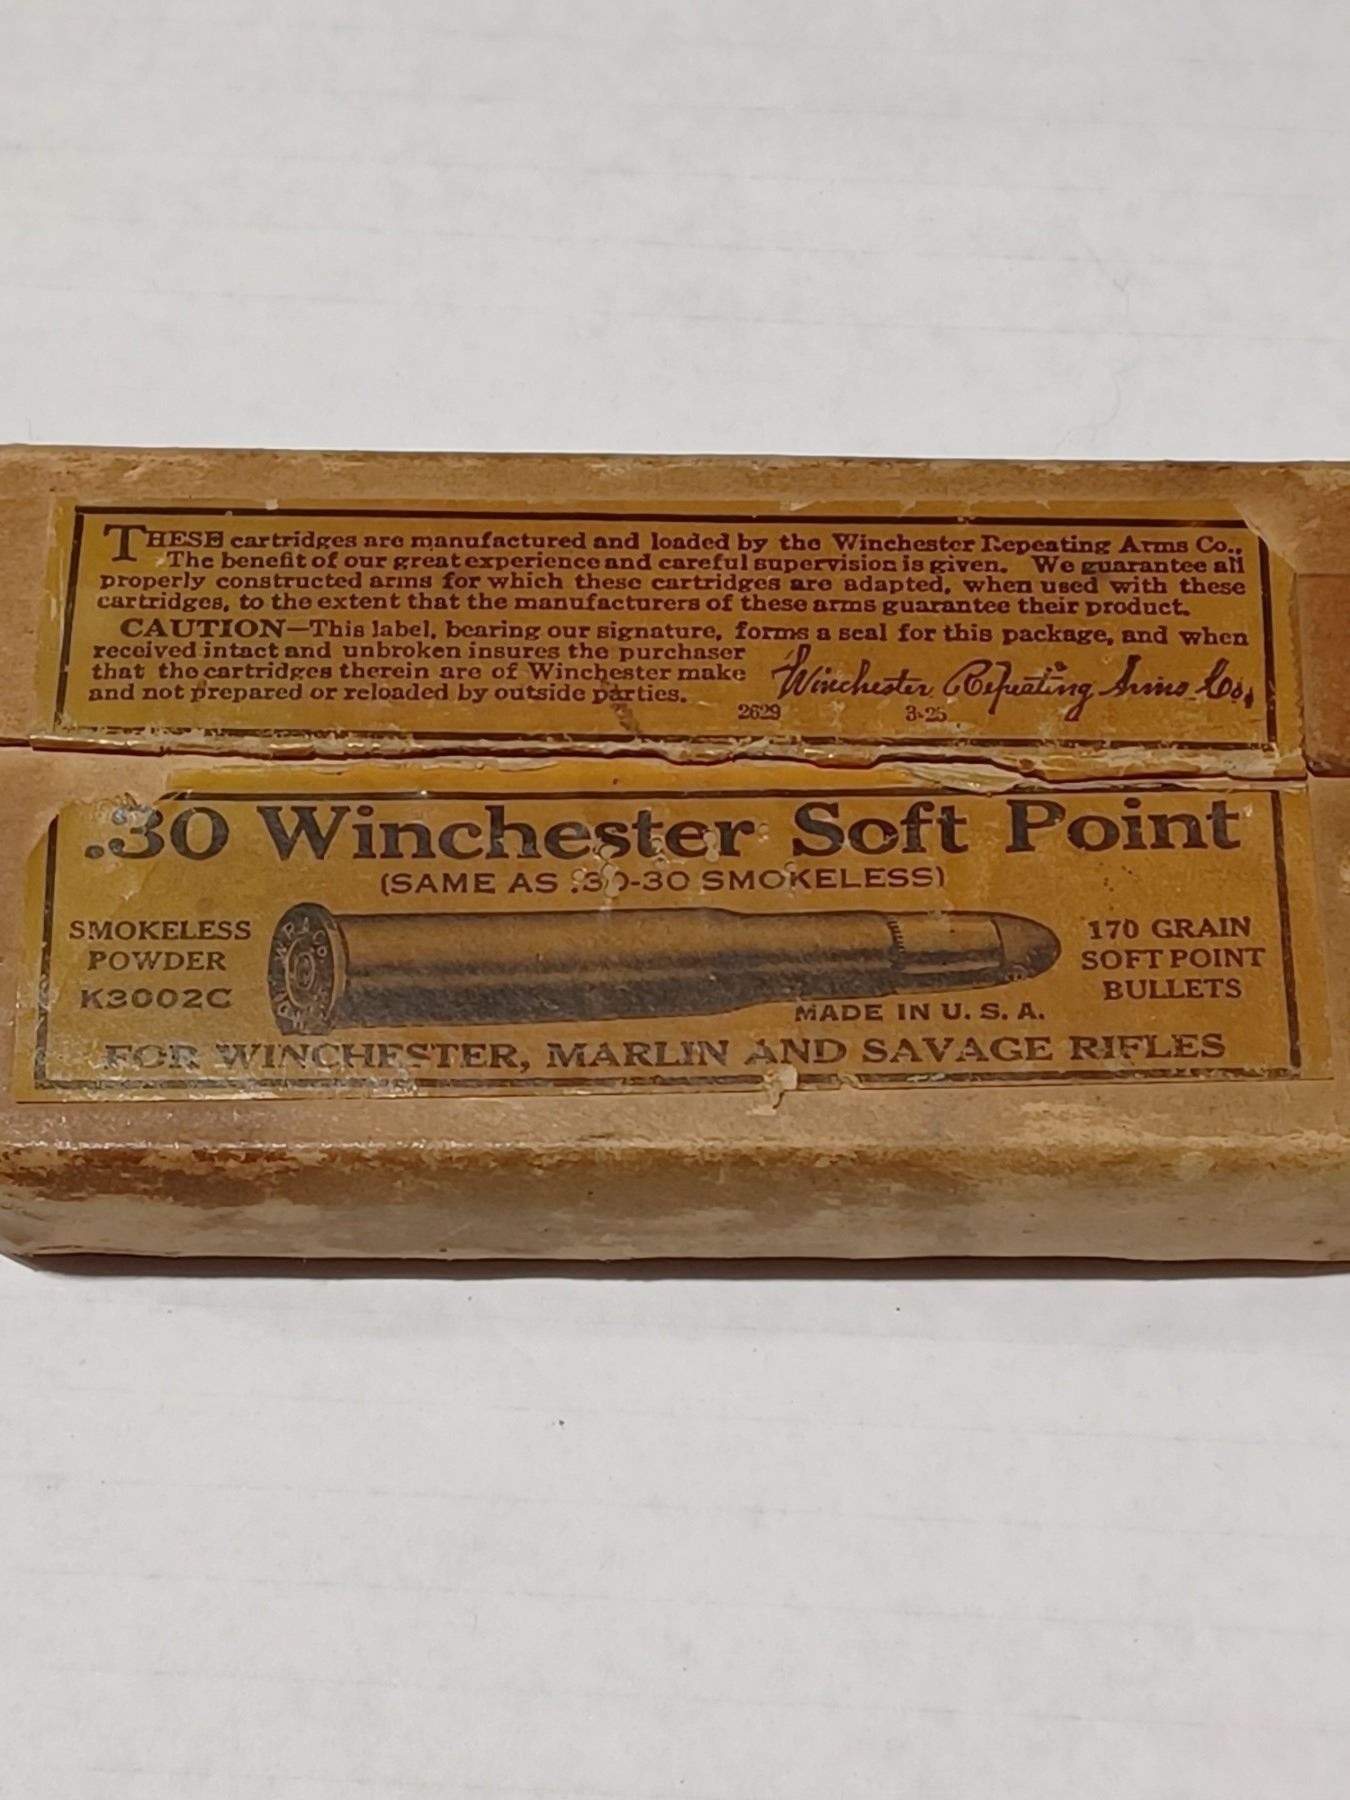 THESE cartridges are manufactured and loaded by the Winchester Repeating Arms Co.,
The benefit of our great experience and careful supervision is given. We guarantee all
properly constructed arms for which these cartridges are adapted, when used with these
cartridges, to the extent that the manufacturers of these arms guarantee their product.
CAUTION—This label, bearing our signature, forms a seal for this package, and when
received intact and unbroken insures the purchaser
that the cartridges therein are of Winchester make
and not prepared or reloaded by outside parties.
Winchester Repeating Arms Co.,
2629 3-25
.30 Winchester Soft Point
(SAME AS .30-30 SMOKELESS)
SMOKELESS
POWDER
K3002C
W.R.A.CO.
170 GRAIN
SOFT POINT
BULLETS
MADE IN U. S. A.
FOR WINCHESTER, MARLIN AND SAVAGE RIFLES